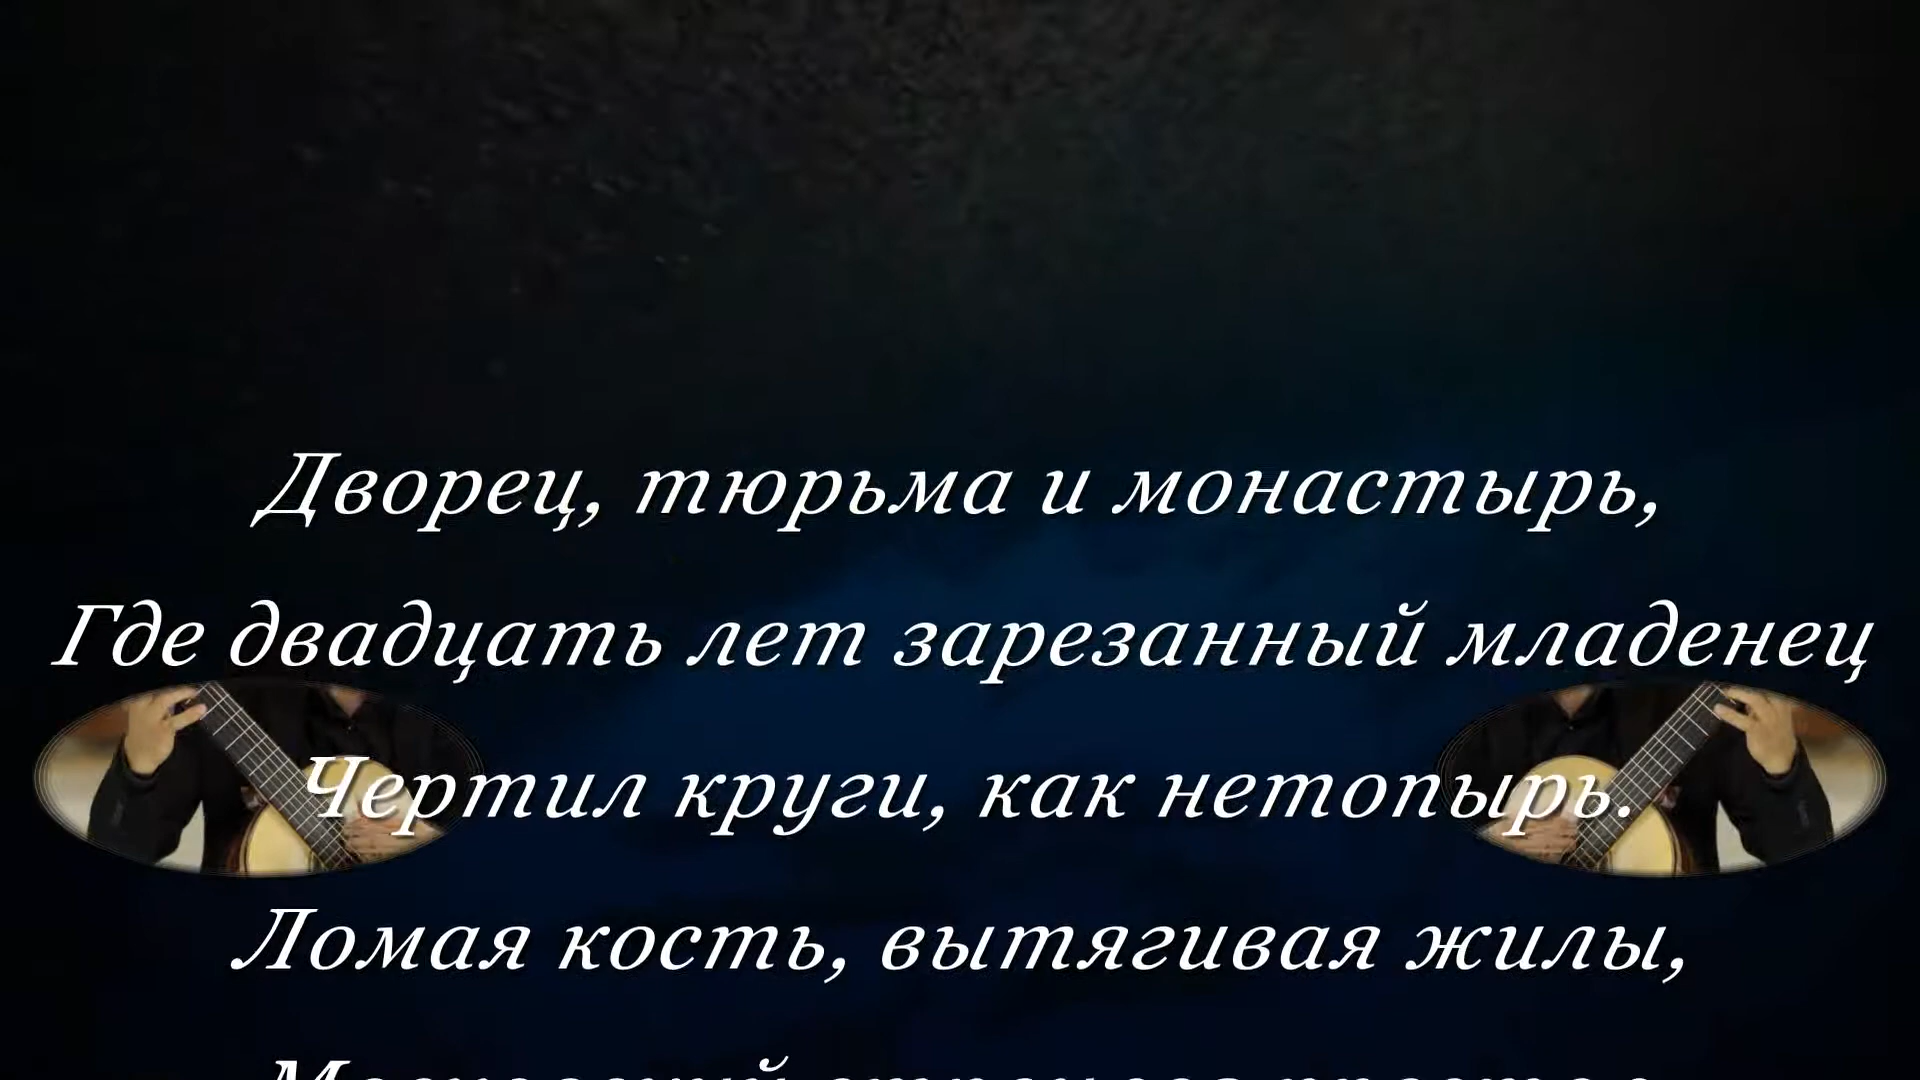 Дворец, тюрьма и монастырь,
Где двадцать лет зарезанный младенец
Чертил круги, как нетопырь.
Ломая кость, вытягивая жилы,